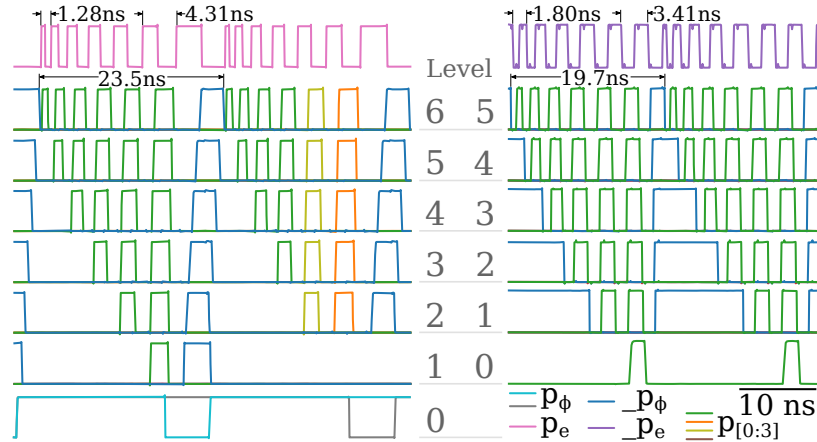 1.28ns 4.31ns 1.80ns 3.41ns
Level
23.5ns 19.7ns
6 5
5 4
4 3
3 2
2 1
1 0
0
pϕ _pϕ 10 ns
pe _pe p[0:3]